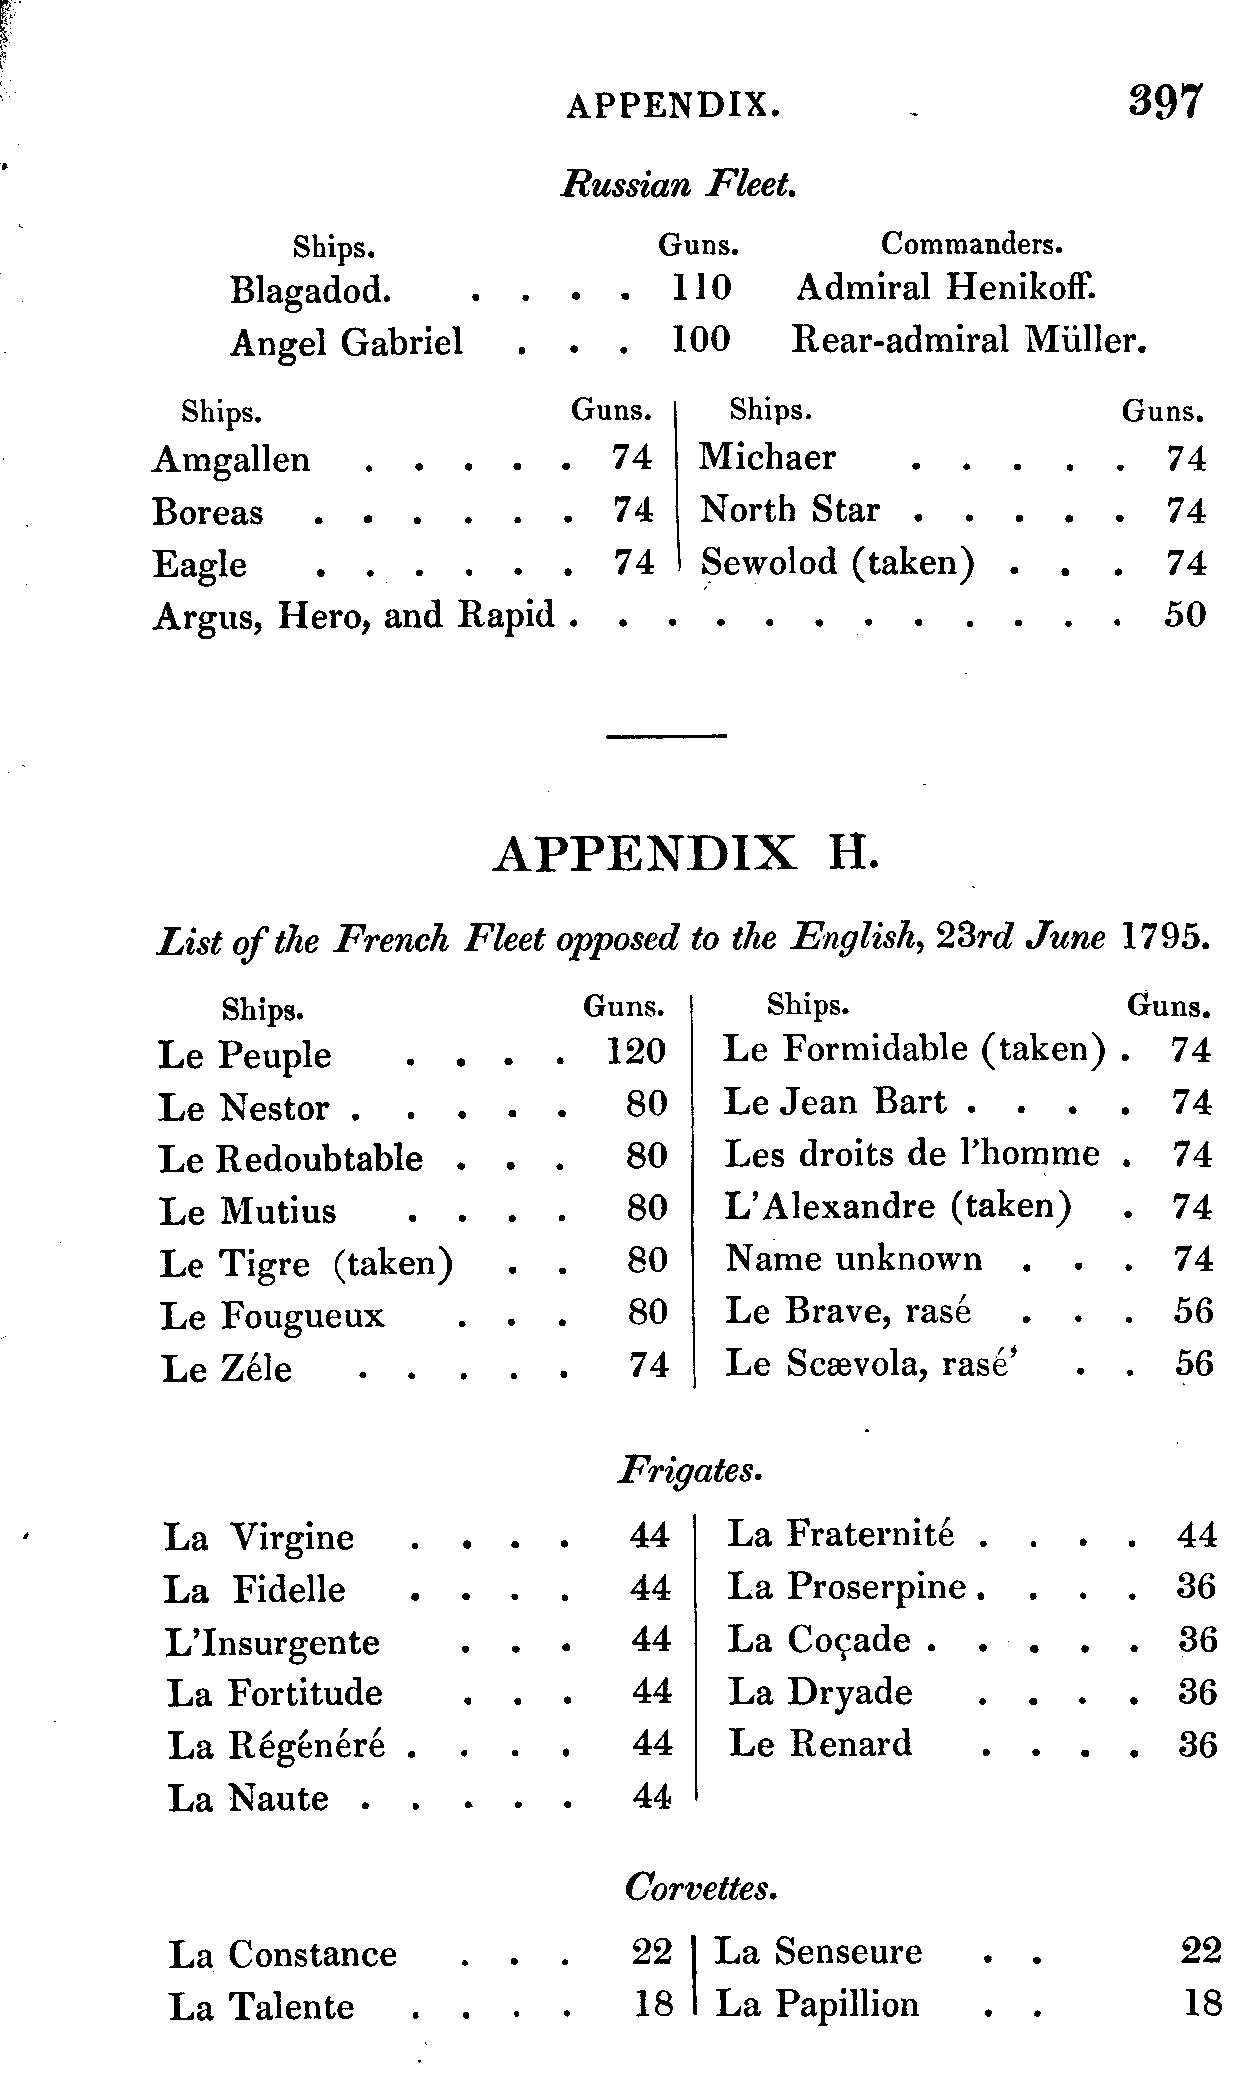 APPENDIX. 397
Russian Fleet.
Ships. Guns. Commanders.
Blagadod. . . . . 110 Admiral Henikoff.
Angel Gabriel . . . 100 Rear-admiral Müller.
Ships. Guns. Ships. Guns.
Amgallen . . . . . 74 Michaer . . . . . 74
Boreas . . . . . . 74 North Star . . . . . 74
Eagle . . . . . . 74 Sewolod (taken) . . . 74
Argus, Hero, and Rapid . . . . . . . . . . . . 50
APPENDIX H.
List of the French Fleet opposed to the English, 23rd June 1795.
Ships. Guns. Ships. Guns.
Le Peuple . . . . 120 Le Formidable (taken) . 74
Le Nestor . . . . . 80 Le Jean Bart . . . . 74
Le Redoubtable . . . 80 Les droits de l'homme . 74
Le Mutius . . . . 80 L'Alexandre (taken) . 74
Le Tigre (taken) . . 80 Name unknown . . . 74
Le Fougueux . . . 80 Le Brave, rasé . . . 56
Le Zéle . . . . . 74 Le Scævola, rasé' . . 56
Frigates.
La Virgine . . . . 44 La Fraternité . . . . 44
La Fidelle . . . . 44 La Proserpine . . . . 36
L'Insurgente . . . 44 La Coçade . . . . . 36
La Fortitude . . . 44 La Dryade . . . . 36
La Régénéré . . . . 44 Le Renard . . . . 36
La Naute . . . . . 44
Corvettes.
La Constance . . . 22 La Senseure . . 22
La Talente . . . . 18 La Papillion . . 18